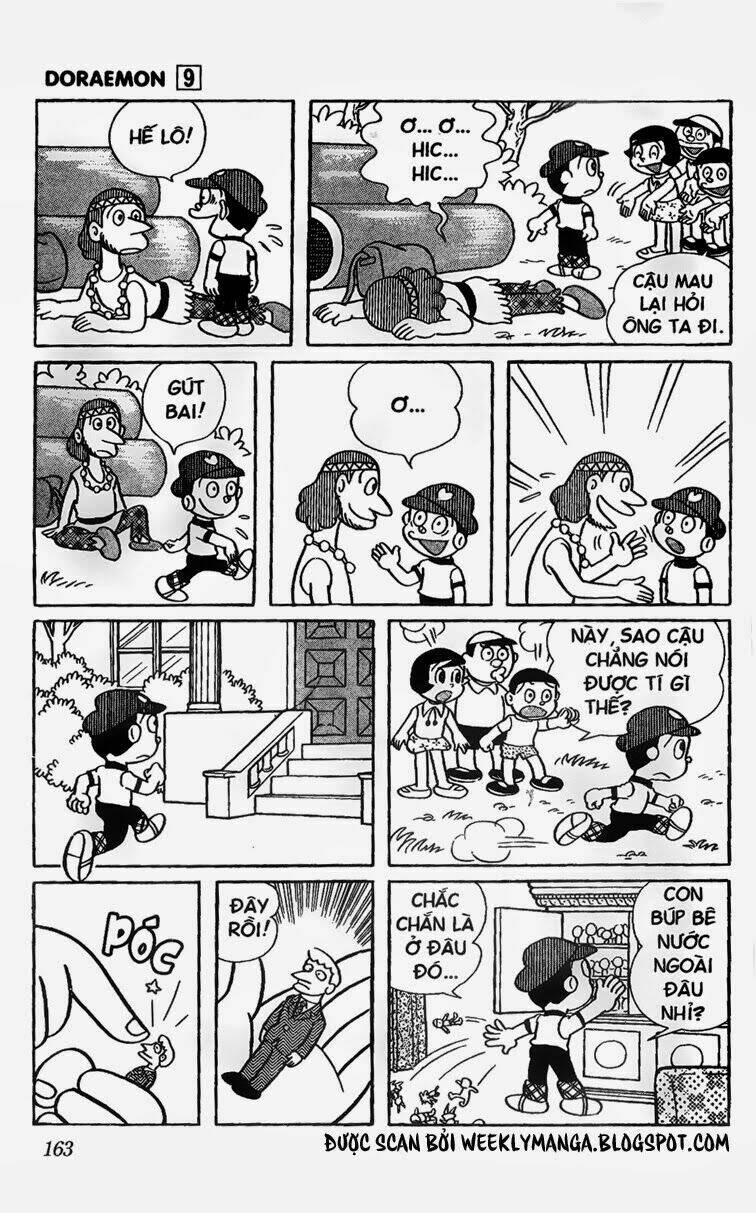 DORAEMON 9
CẬU MAU
LẠI HỎI
ÔNG TA ĐI.
Ơ... Ơ...
HIC...
HIC...
HẾ LÔ!
Ơ...
GÚT
BAI!
NÀY, SAO CẬU
CHẲNG NÓI
ĐƯỢC TÍ GÌ
THẾ?
CON
BÚP BÊ
NƯỚC
NGOÀI
ĐÂU
NHỈ?
CHẮC
CHẮN LÀ
Ở ĐÂU
ĐÓ...
ĐÂY
RỒI!
PÓC
163
ĐƯỢC SCAN BỞI WEEKLYMANGA.BLOGSPOT.COM